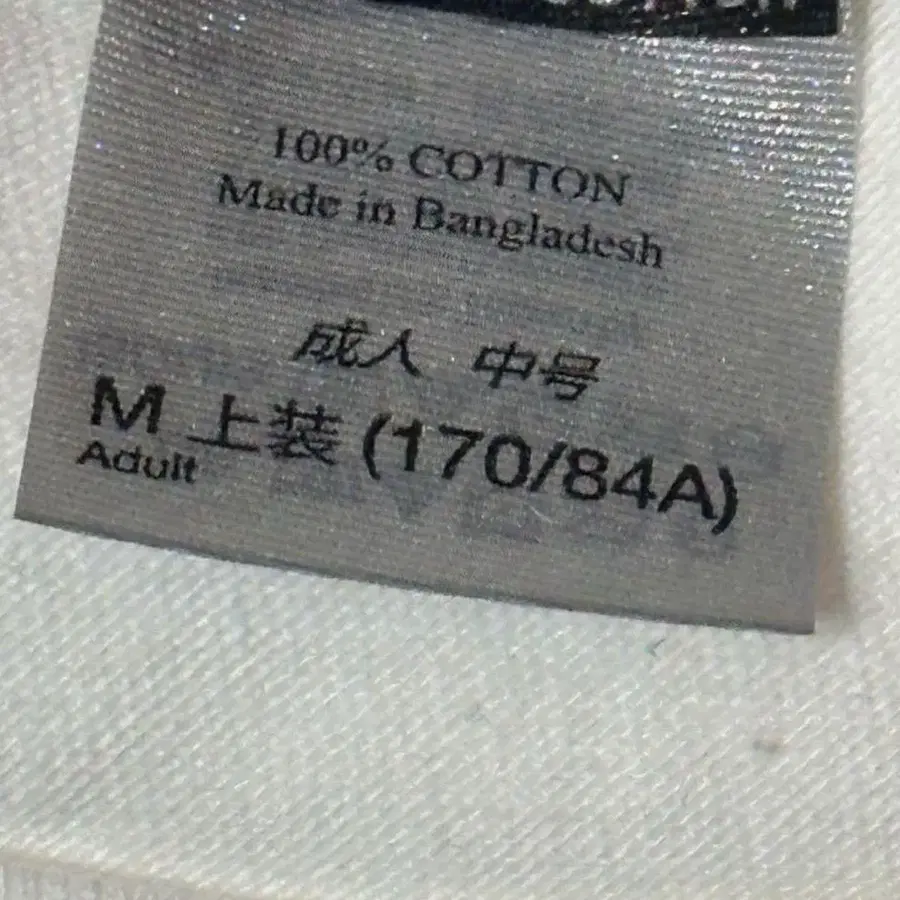 100% COTTON
Made in Bangladesh
成人 中号
M 上装 (170/84A)
Adult